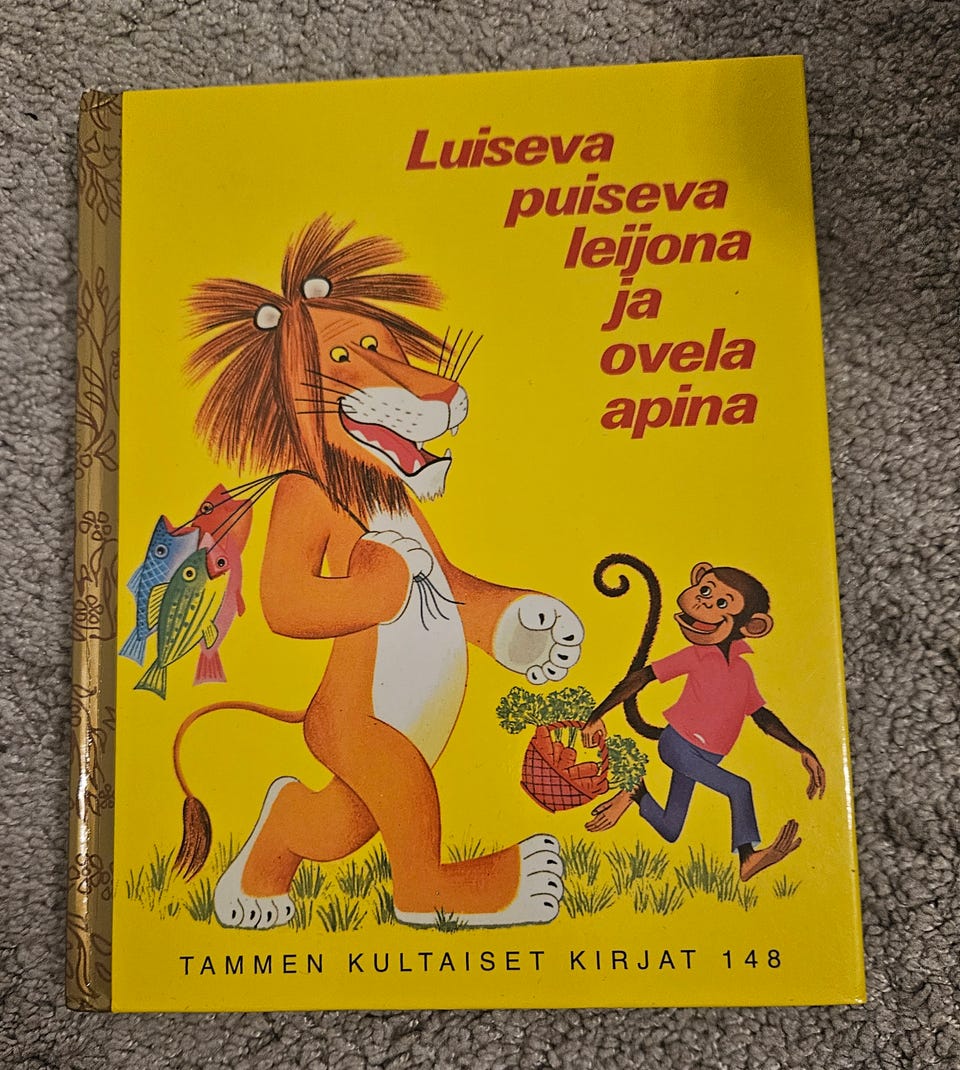 Luiseva
puiseva
leijona
ja
ovela
apina
TAMMEN KULTAISET KIRJAT 148